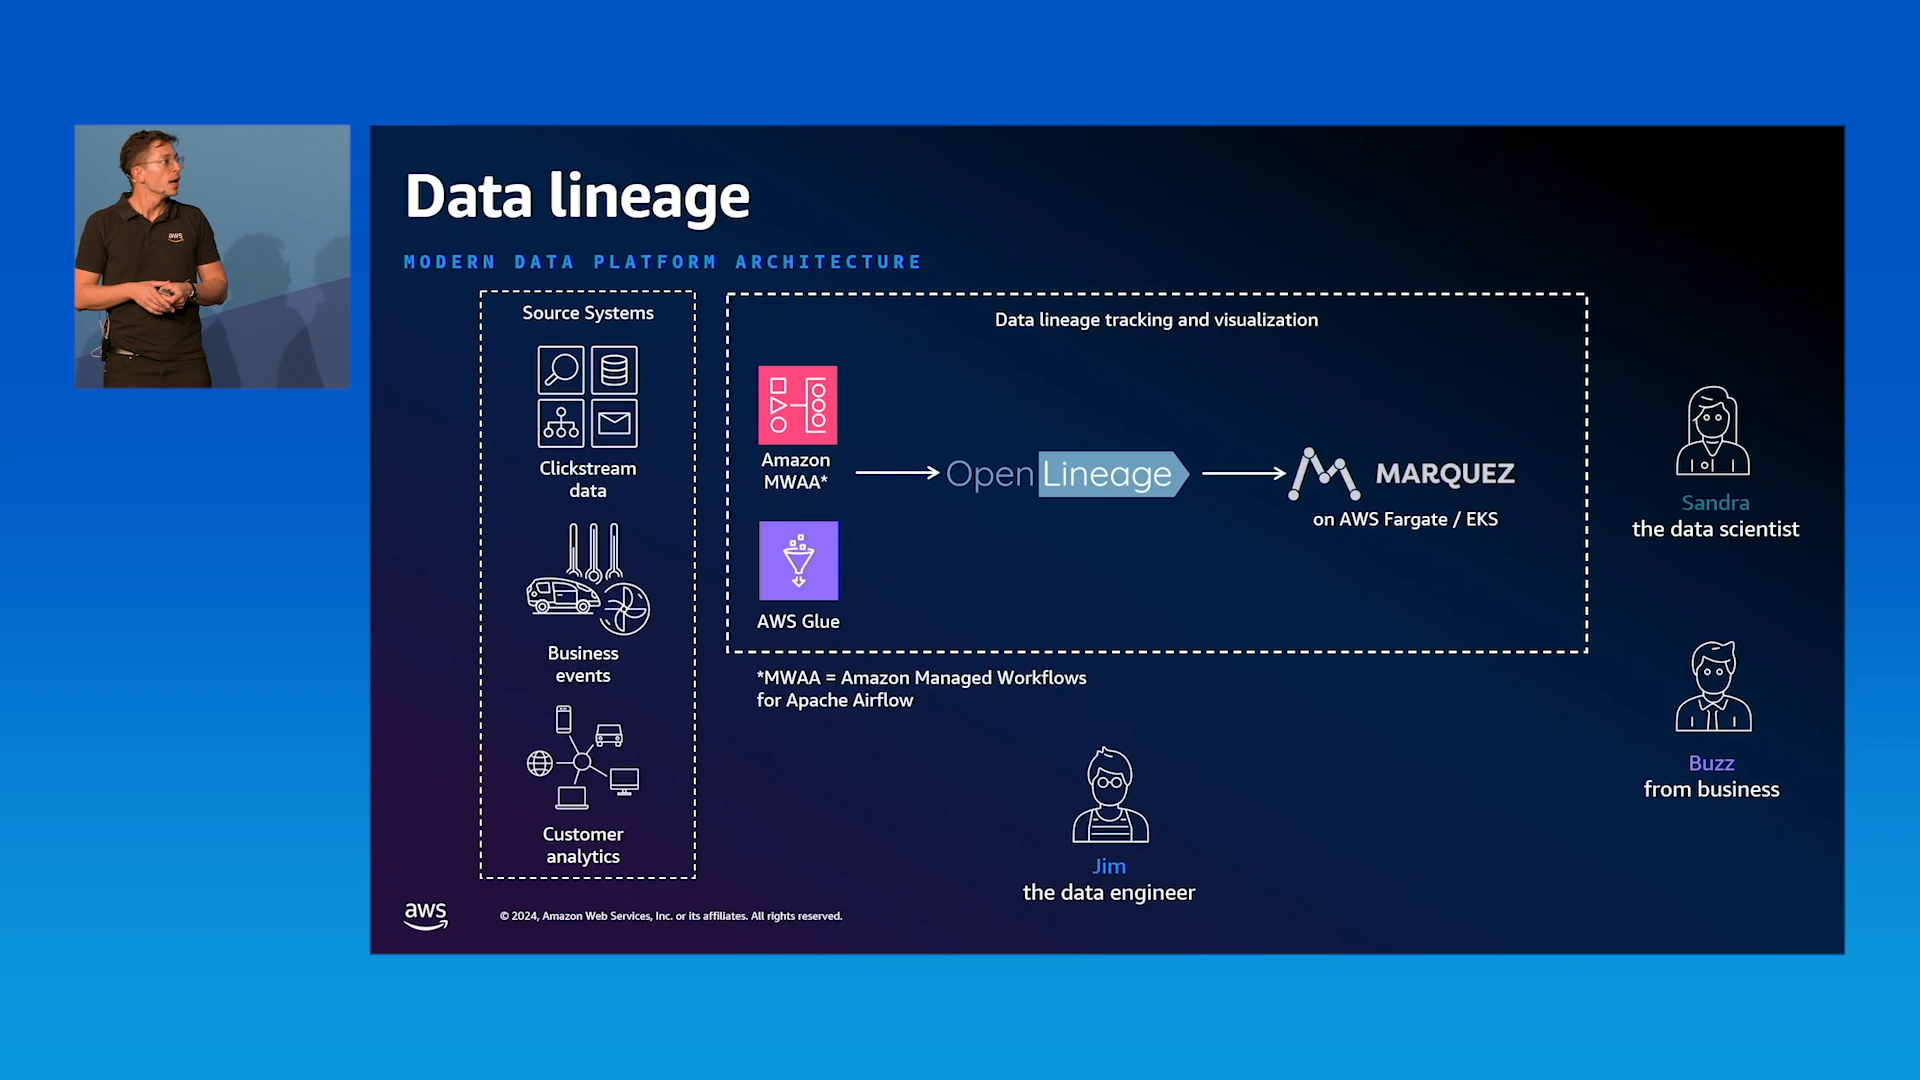 Data lineage
MODERN DATA PLATFORM ARCHITECTURE
Source Systems
Clickstream
data
Business
events
Customer
analytics
Data lineage tracking and visualization
Amazon
MWAA*
AWS Glue
OpenLineage
MARQUEZ
on AWS Fargate / EKS
*MWAA = Amazon Managed Workflows
for Apache Airflow
Sandra
the data scientist
Buzz
from business
Jim
the data engineer
aws
© 2024, Amazon Web Services, Inc. or its affiliates. All rights reserved.
aws